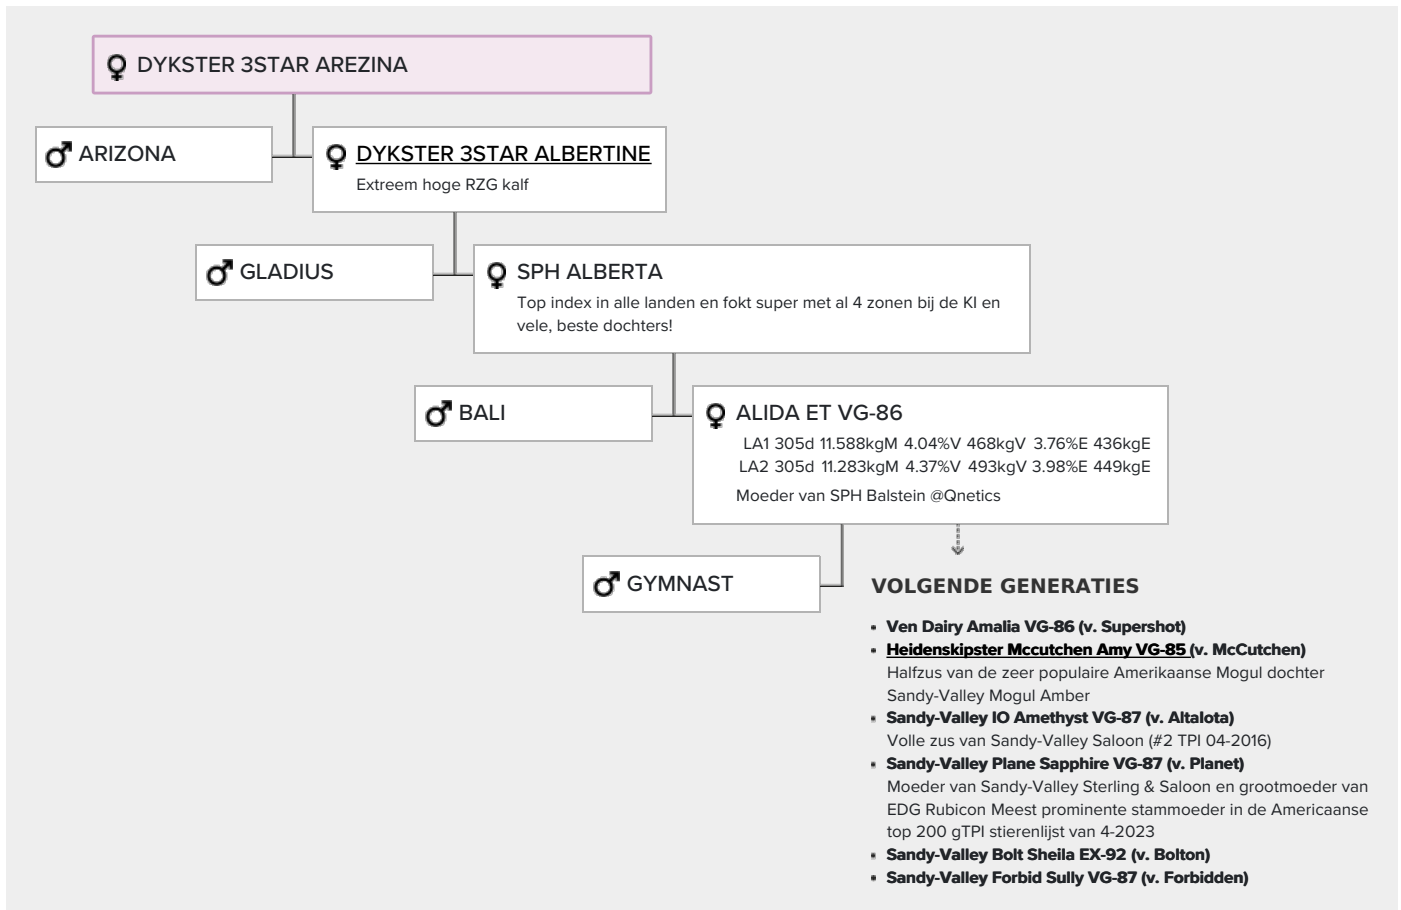 DYKSTER 3STAR AREZINA
ARIZONA
DYKSTER 3STAR ALBERTINE
Extreem hoge RZG kalf
GLADIUS
SPH ALBERTA
Top index in alle landen en fokt super met al 4 zonen bij de KI en
vele, beste dochters!
BALI
ALIDA ET VG-86
LA1 305d 11.588kgM 4.04%V 468kgV 3.76%E 436kgE
LA2 305d 11.283kgM 4.37%V 493kgV 3.98%E 449kgE
Moeder van SPH Balstein @Qnetics
GYMNAST
VOLGENDE GENERATIES
Ven Dairy Amalia VG-86 (v. Supershot)
Heidenskipster Mccutchen Amy VG-85 (v. McCutchen)
Halfzus van de zeer populaire Amerikaanse Mogul dochter
Sandy-Valley Mogul Amber
Sandy-Valley IO Amethyst VG-87 (v. AltaIota)
Volle zus van Sandy-Valley Saloon (#2 TPI 04-2016)
Sandy-Valley Plane Sapphire VG-87 (v. Planet)
Moeder van Sandy-Valley Sterling & Saloon en grootmoeder van
EDG Rubicon Meest prominente stammoeder in de Americaanse
top 200 gTPI stierenlijst van 4-2023
Sandy-Valley Bolt Sheila EX-92 (v. Bolton)
Sandy-Valley Forbid Sully VG-87 (v. Forbidden)